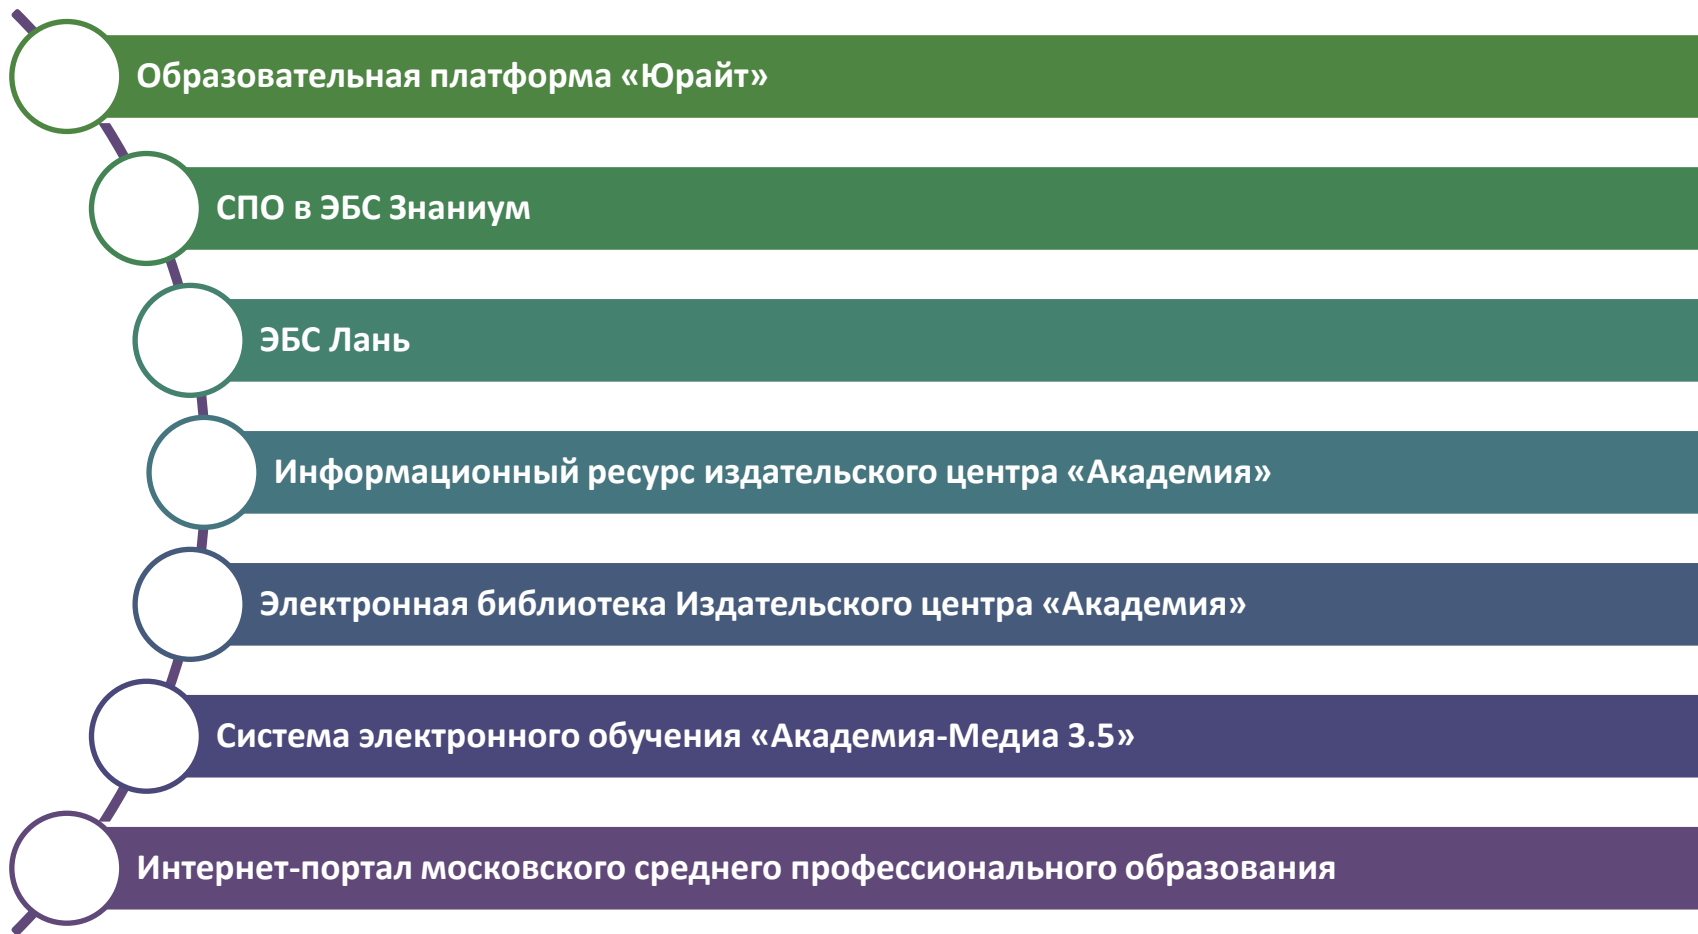 Образовательная платформа «Юрайт»
СПО в ЭБС Знаниум
ЭБС Лань
Информационный ресурс издательского центра «Академия»
Электронная библиотека Издательского центра «Академия»
Система электронного обучения «Академия-Медиа 3.5»
Интернет-портал московского среднего профессионального образования